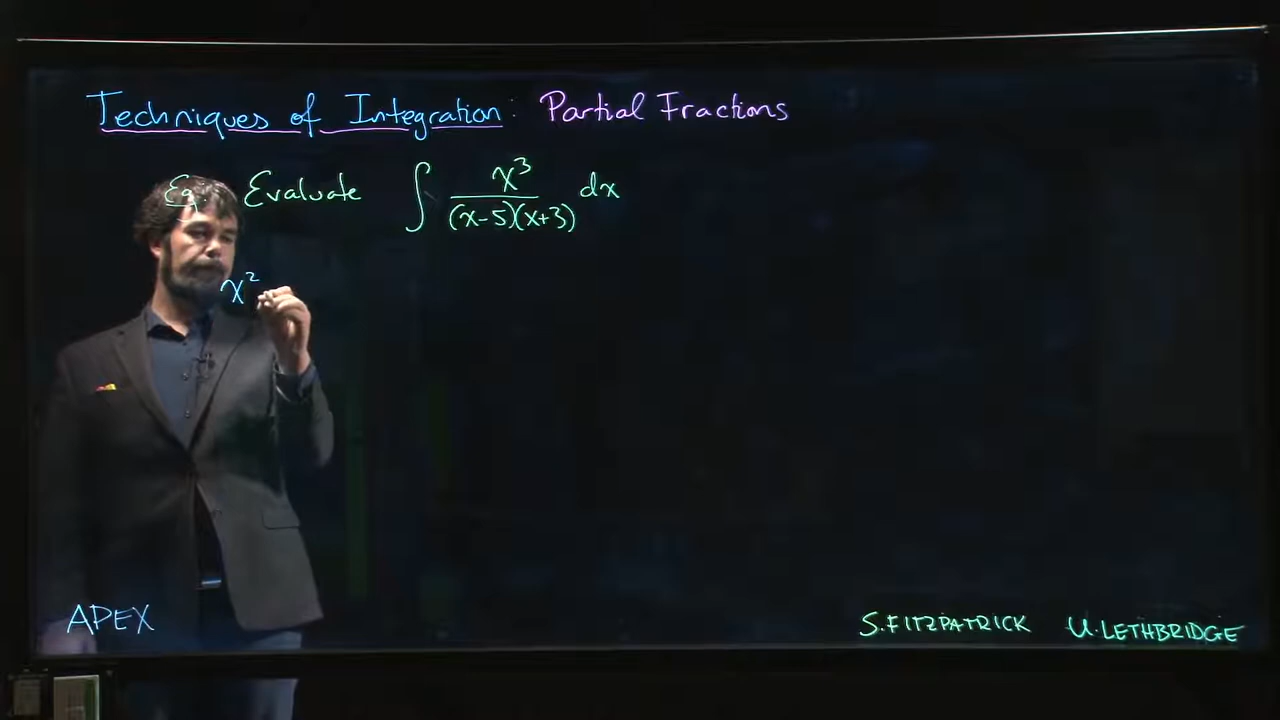 Techniques of Integration: Partial Fractions
Eg. Evaluate ∫ x³/((x-5)(x+3)) dx
x²
APEX
S.FITZPATRICK U.LETHBRIDGE